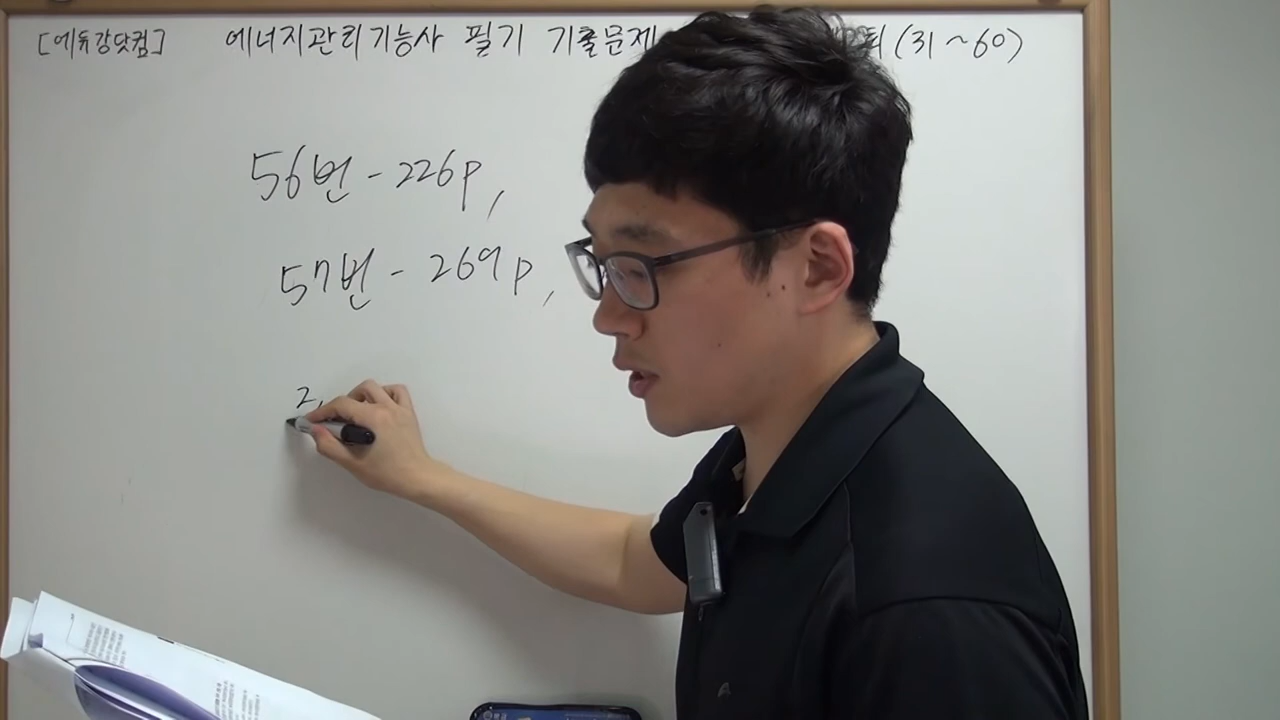 [에듀강닷컴] 에너지관리기능사 필기 기출문제 회(31~60)
56번 - 226p,
57번 - 269p,
2.